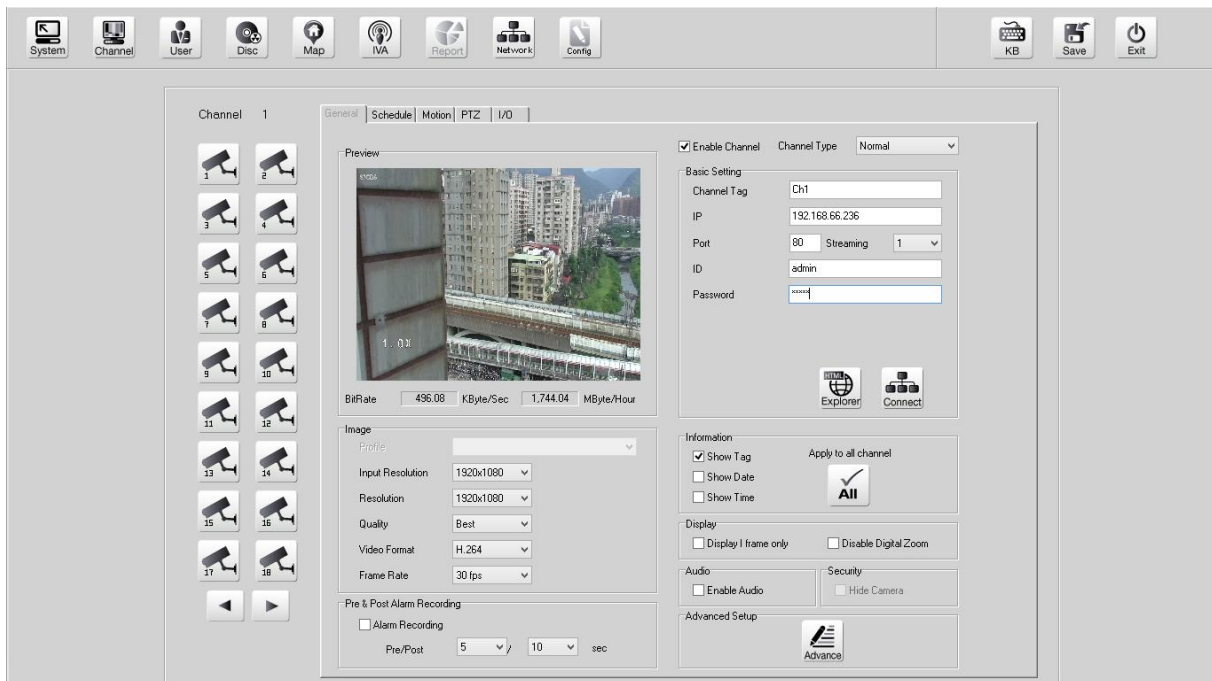 System Channel User Disc Map IVA Report Network Config KB Save Exit
Channel 1
General Schedule Motion PTZ I/O
1 2
3 4
5 6
7 8
9 10
11 12
13 14
15 16
17 18
Preview
1.0X
BitRate 496.08 KByte/Sec 1,744.04 MByte/Hour
Image
Profile
Input Resolution 1920x1080
Resolution 1920x1080
Quality Best
Video Format H.264
Frame Rate 30 fps
Pre & Post Alarm Recording
Alarm Recording
Pre/Post 5 / 10 sec
Enable Channel Channel Type Normal
Basic Setting
Channel Tag Ch1
IP 192.168.66.236
Port 80 Streaming 1
ID admin
Password xxxxx
HTML
Explorer Connect
Information
Show Tag Apply to all channel
Show Date
Show Time
All
Display
Display I frame only Disable Digital Zoom
Audio Security
Enable Audio Hide Camera
Advanced Setup
Advance